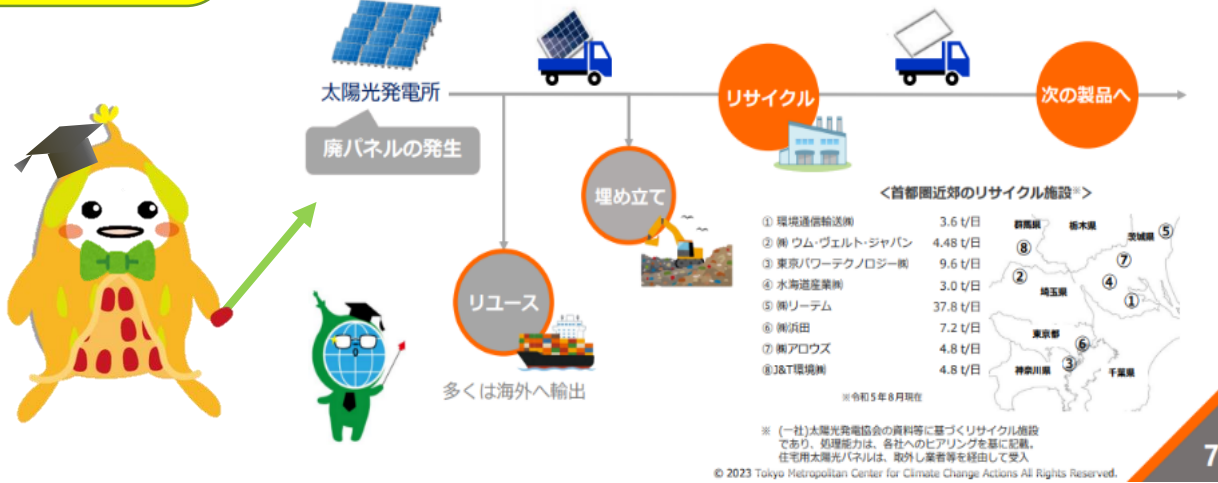 太陽光発電所
廃パネルの発生
リサイクル
次の製品へ
埋め立て
リユース
多くは海外へ輸出
<首都圏近郊のリサイクル施設※>
① 環境通信輸送㈱ 3.6 t/日
② ㈱ ウム・ヴェルト・ジャパン 4.48 t/日
③ 東京パワーテクノロジー㈱ 9.6 t/日
④ 水海道産業㈱ 3.0 t/日
⑤ ㈱リーテム 37.8 t/日
⑥ ㈱浜田 7.2 t/日
⑦ ㈱アロウズ 4.8 t/日
⑧J&T環境㈱ 4.8 t/日
※令和5年8月現在
群馬県 栃木県 茨城県 ⑤
⑧ ⑦
② 埼玉県 ④
①
東京都 ⑥
神奈川県 ③ 千葉県
※ (一社)太陽光発電協会の資料等に基づくリサイクル施設
であり、処理能力は、各社へのヒアリングを基に記載。
住宅用太陽光パネルは、取外し業者等を経由して受入
© 2023 Tokyo Metropolitan Center for Climate Change Actions All Rights Reserved.
7